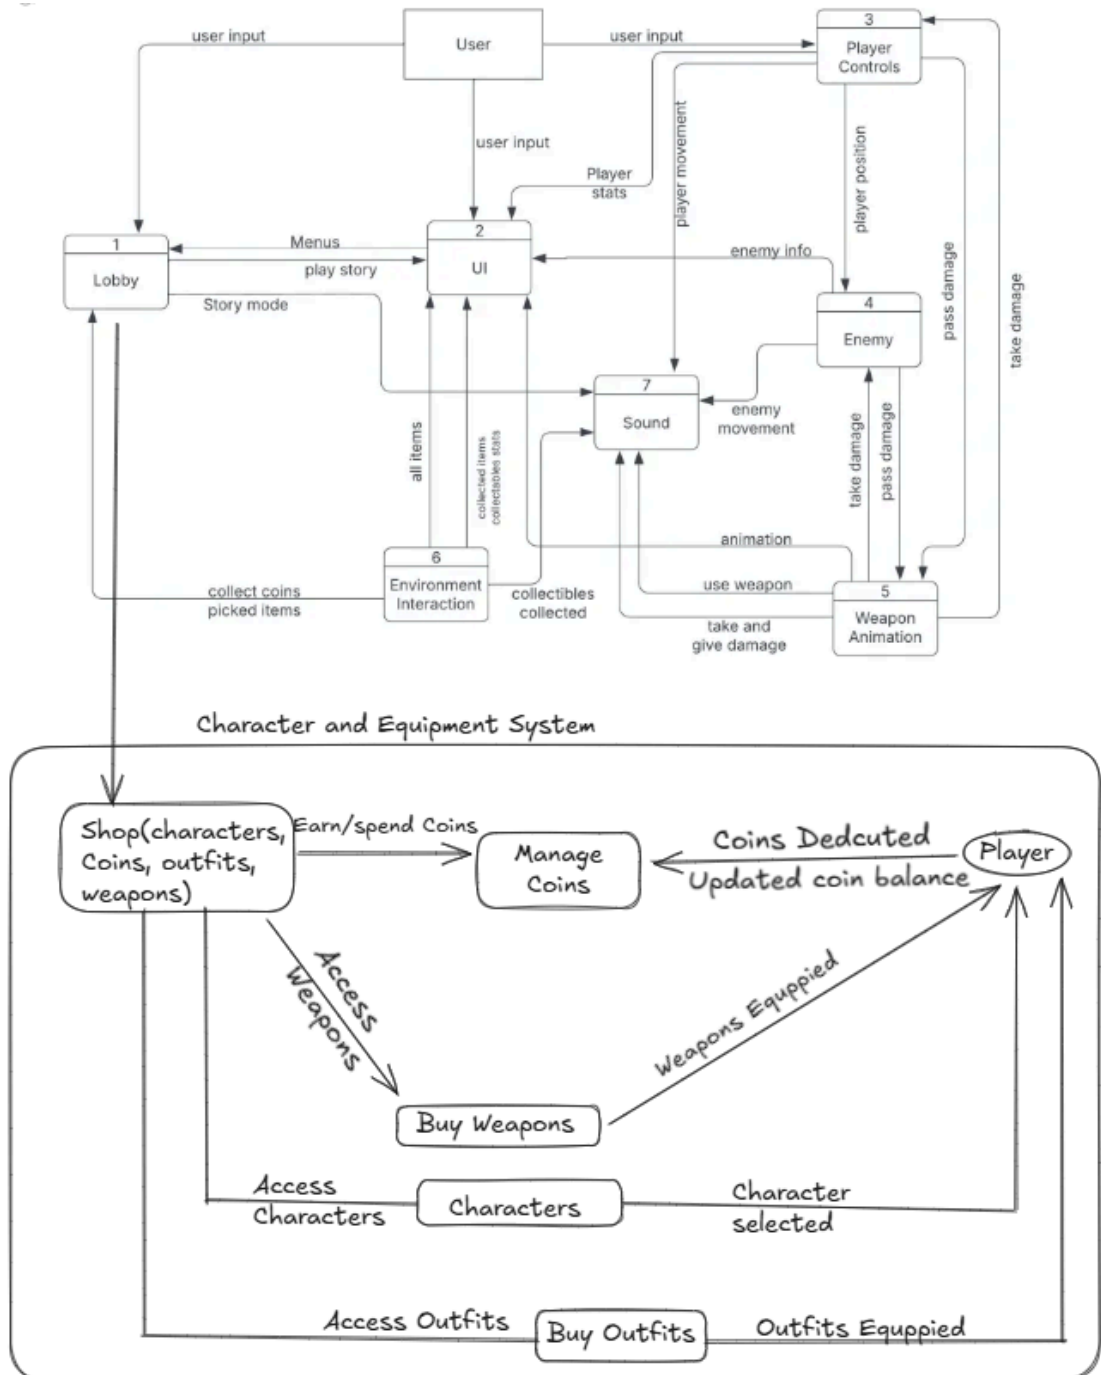 user input
User
user input
3
Player
Controls
user input
Player
stats
player movement
player position
pass damage
take damage
1
Lobby
Menus
play story
Story mode
2
UI
enemy info
4
Enemy
7
Sound
enemy
movement
all items
collected items
collectables stats
take damage
pass damage
animation
6
Environment
Interaction
collect coins
picked items
collectibles
collected
use weapon
take and
give damage
5
Weapon
Animation
Character and Equipment System
Shop(characters,
Coins, outfits,
weapons)
Earn/spend Coins
Manage
Coins
Coins Dedcuted
Updated coin balance
Player
Access
Weapons
Weapons Equppied
Buy Weapons
Access
Characters
Characters
Character
selected
Access Outfits
Buy Outfits
Outfits Equppied